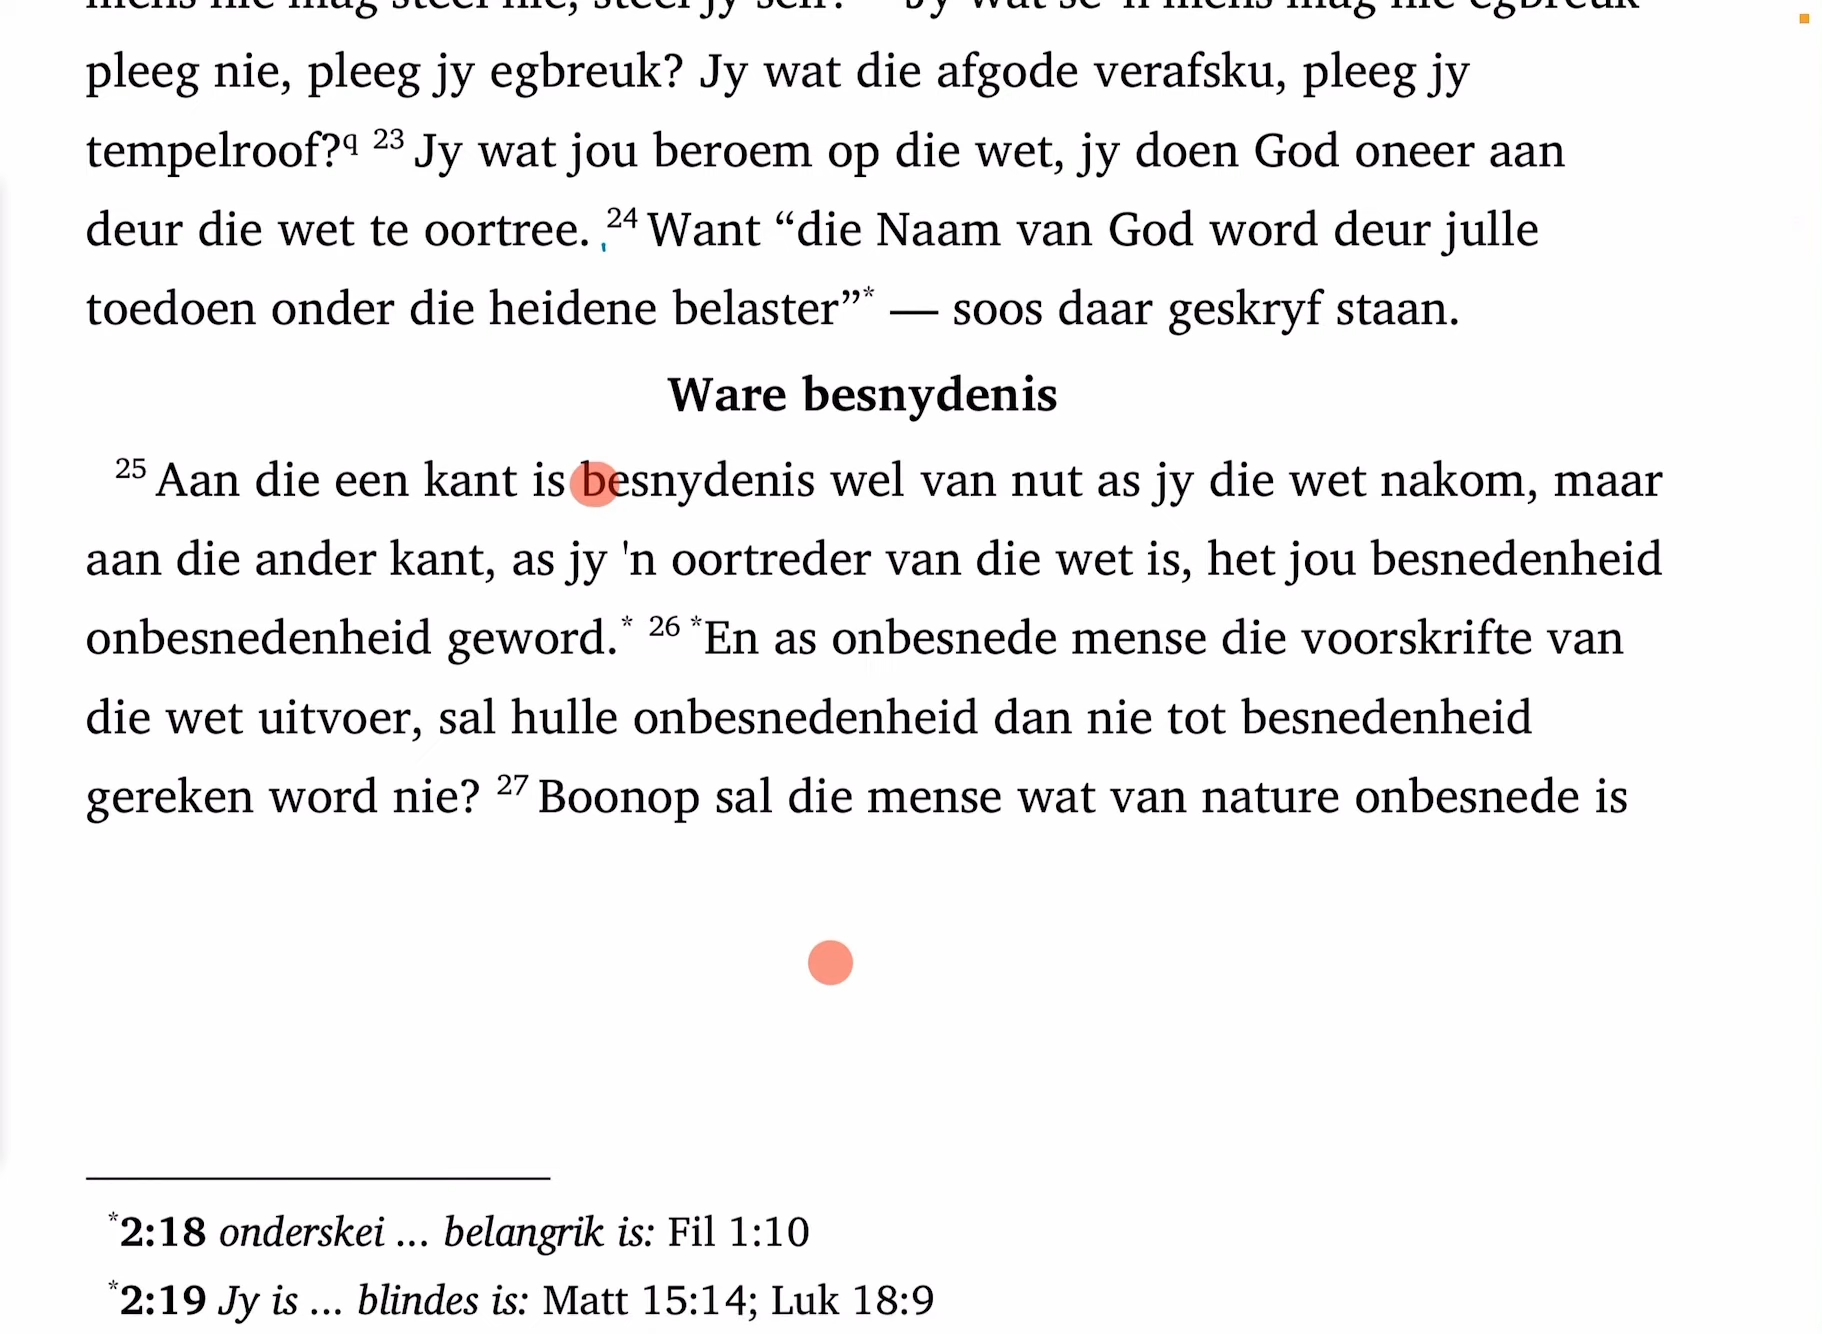 pleeg nie, pleeg jy egbreuk? Jy wat die afgode verafsku, pleeg jy
tempelroof?q 23 Jy wat jou beroem op die wet, jy doen God oneer aan
deur die wet te oortree. 24 Want “die Naam van God word deur julle
toedoen onder die heidene belaster”* — soos daar geskryf staan.
Ware besnydenis
25 Aan die een kant is besnydenis wel van nut as jy die wet nakom, maar
aan die ander kant, as jy 'n oortreder van die wet is, het jou besnedenheid
onbesnedenheid geword.* 26 *En as onbesnede mense die voorskrifte van
die wet uitvoer, sal hulle onbesnedenheid dan nie tot besnedenheid
gereken word nie? 27 Boonop sal die mense wat van nature onbesnede is
*2:18 onderskei ... belangrik is: Fil 1:10
*2:19 Jy is ... blindes is: Matt 15:14; Luk 18:9